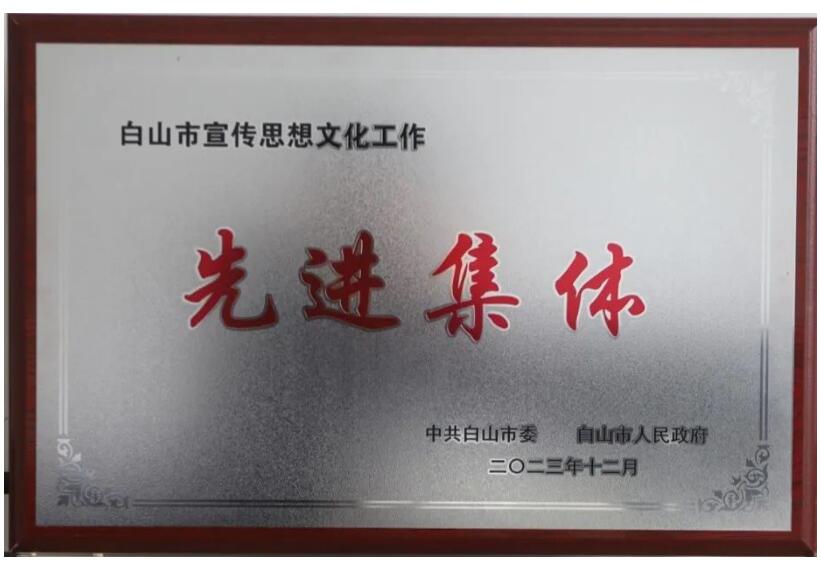 白山市宣传思想文化工作
先进集体
中共白山市委 白山市人民政府
二〇二三年十二月